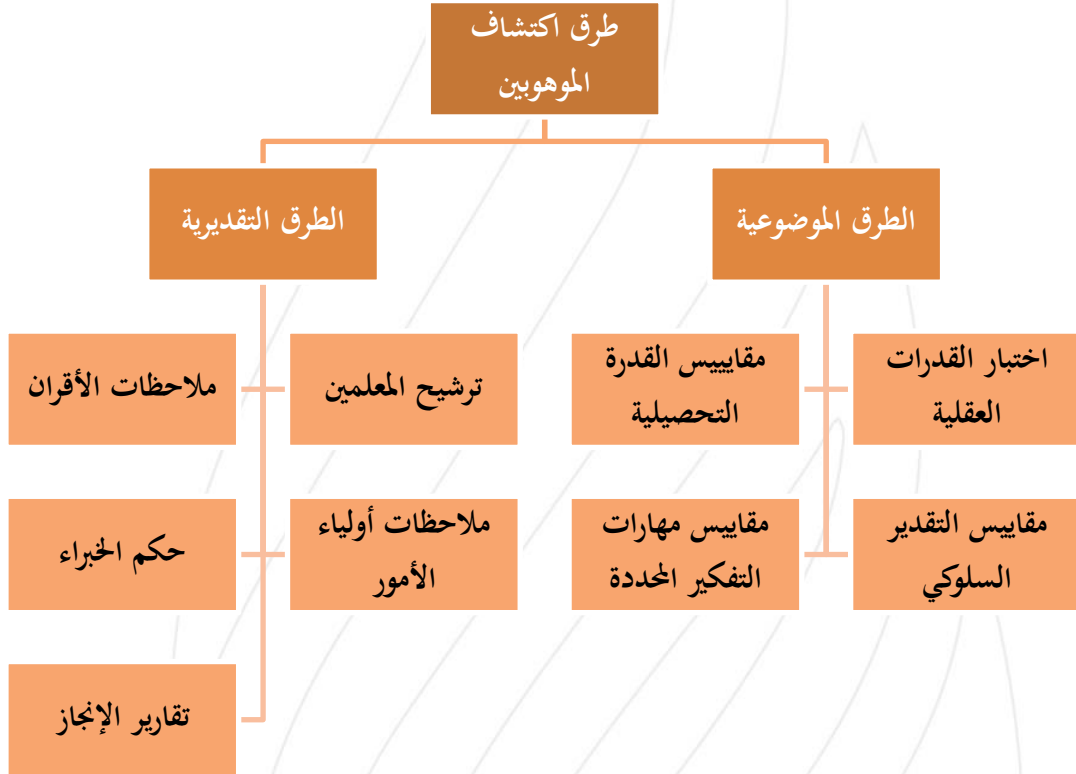 طرق اكتشاف
الموهوبين
الطرق الموضوعية
الطرق التقديرية
اختبار القدرات
العقلية
مقاييس القدرة
التحصيلية
ترشيح المعلمين
ملاحظات الأقران
مقاييس التقدير
السلوكي
مقاييس مهارات
التفكير المحددة
ملاحظات أولياء
الأمور
حكم الخبراء
تقارير الإنجاز